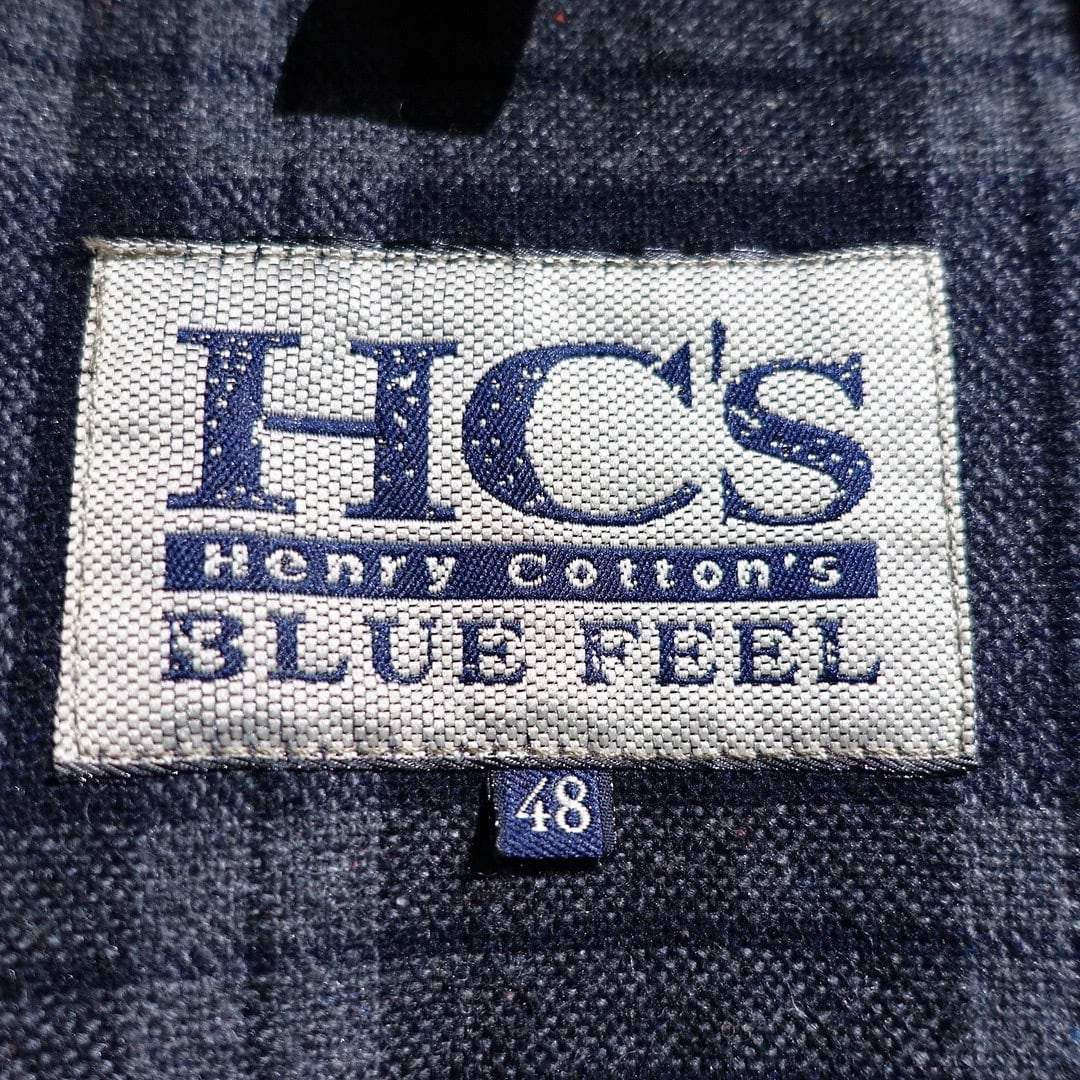 HC's
Henry Cotton's
BLUE FEEL
48